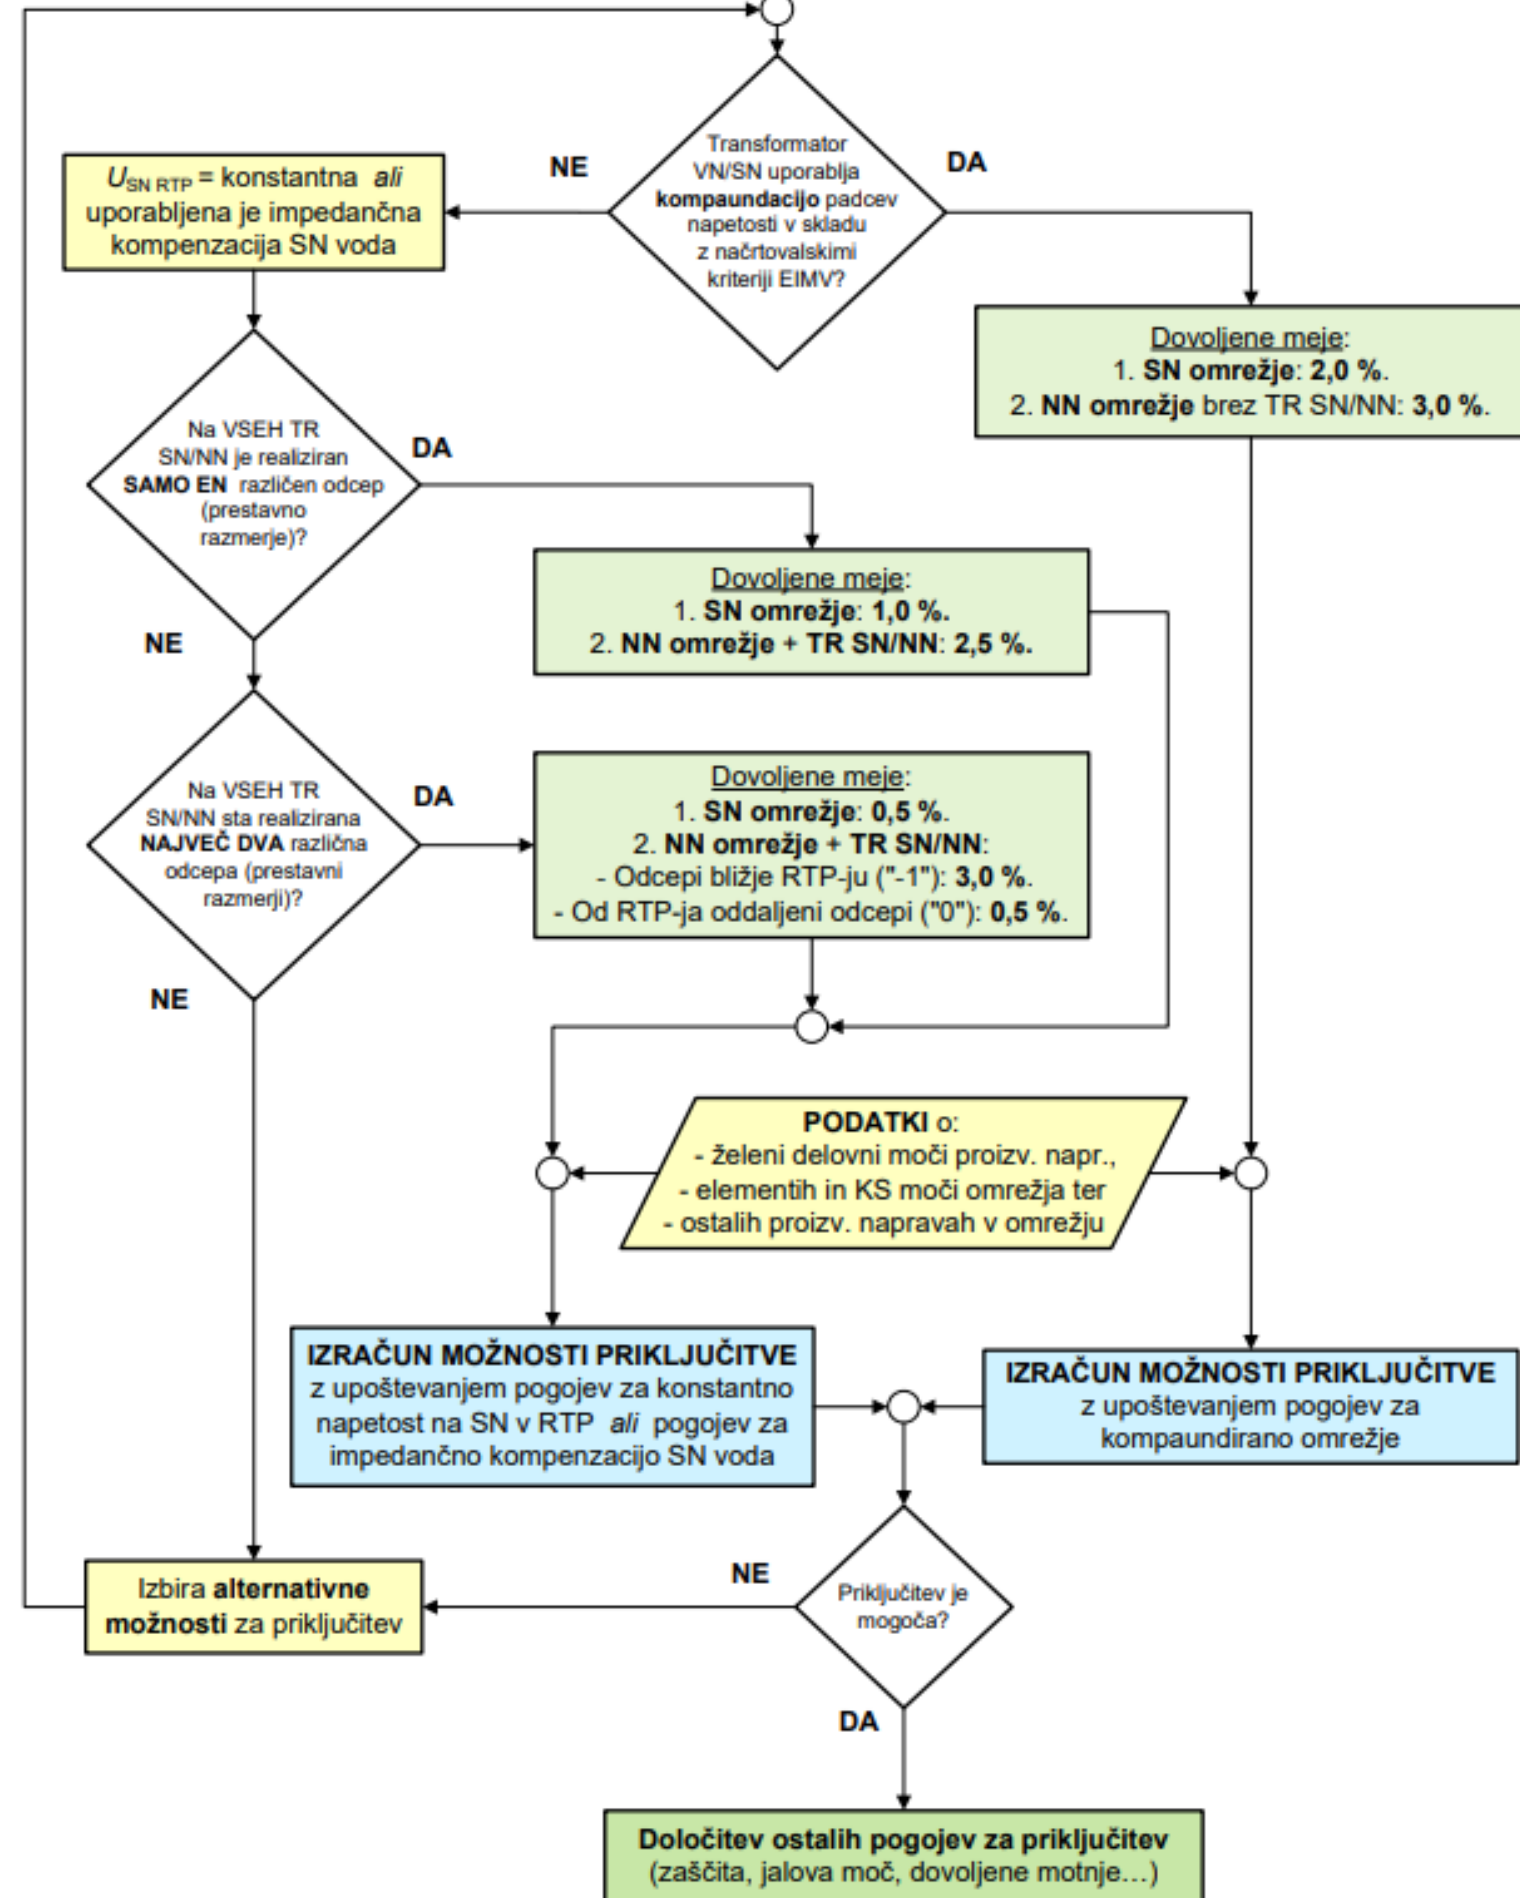 Transformator
VN/SN uporablja
kompaundacijo padcev
napetosti v skladu
z načrtovalskimi
kriteriji EIMV?
NE
DA
USN RTP = konstantna ali
uporabljena je impedančna
kompenzacija SN voda
Dovoljene meje:
1. SN omrežje: 2,0 %.
2. NN omrežje brez TR SN/NN: 3,0 %.
Na VSEH TR
SN/NN je realiziran
SAMO EN različen odcep
(prestavno
razmerje)?
DA
NE
Dovoljene meje:
1. SN omrežje: 1,0 %.
2. NN omrežje + TR SN/NN: 2,5 %.
Na VSEH TR
SN/NN sta realizirana
NAJVEČ DVA različna
odcepa (prestavni
razmerji)?
DA
NE
Dovoljene meje:
1. SN omrežje: 0,5 %.
2. NN omrežje + TR SN/NN:
- Odcepi bližje RTP-ju ("-1"): 3,0 %.
- Od RTP-ja oddaljeni odcepi ("0"): 0,5 %.
PODATKI o:
- želeni delovni moči proizv. napr.,
- elementih in KS moči omrežja ter
- ostalih proizv. napravah v omrežju
IZRAČUN MOŽNOSTI PRIKLJUČITVE
z upoštevanjem pogojev za konstantno
napetost na SN v RTP ali pogojev za
impedančno kompenzacijo SN voda
IZRAČUN MOŽNOSTI PRIKLJUČITVE
z upoštevanjem pogojev za
kompaundirano omrežje
Izbira alternativne
možnosti za priključitev
NE
Priključitev je
mogoča?
DA
Določitev ostalih pogojev za priključitev
(zaščita, jalova moč, dovoljene motnje...)